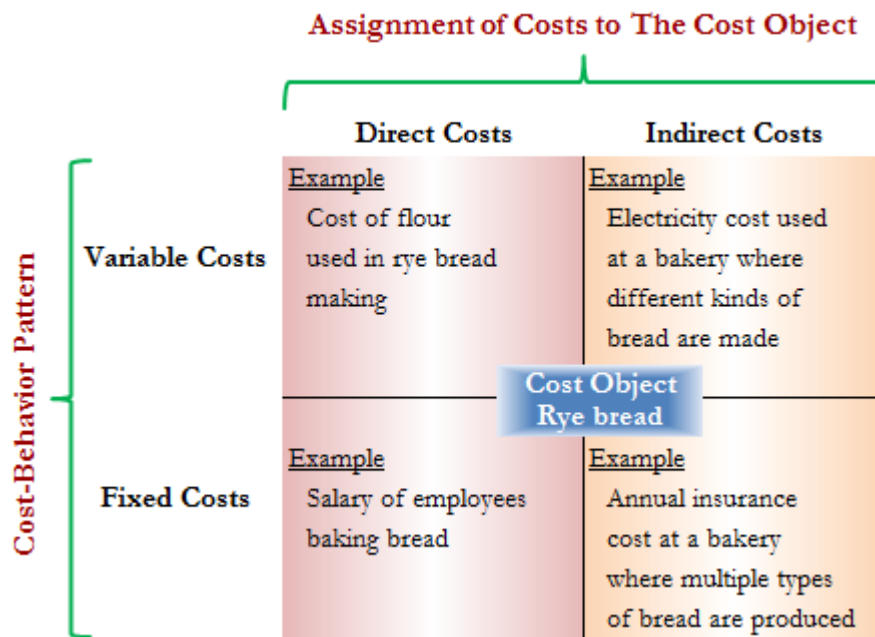 Assignment of Costs to The Cost Object
Direct Costs
Indirect Costs
Cost-Behavior Pattern
Variable Costs
Example
Cost of flour
used in rye bread
making
Example
Electricity cost used
at a bakery where
different kinds of
bread are made
Cost Object
Rye bread
Fixed Costs
Example
Salary of employees
baking bread
Example
Annual insurance
cost at a bakery
where multiple types
of bread are produced